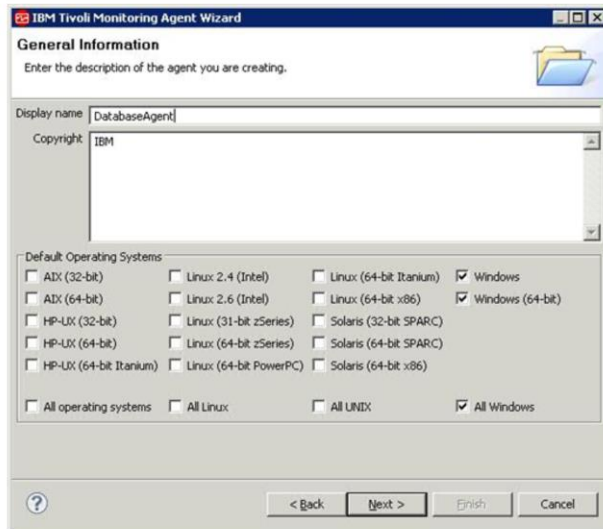 IBM Tivoli Monitoring Agent Wizard
General Information
Enter the description of the agent you are creating.
Display name DatabaseAgent
Copyright IBM
Default Operating Systems
AIX (32-bit) Linux 2.4 (Intel) Linux (64-bit Itanium) Windows
AIX (64-bit) Linux 2.6 (Intel) Linux (64-bit x86) Windows (64-bit)
HP-UX (32-bit) Linux (31-bit zSeries) Solaris (32-bit SPARC)
HP-UX (64-bit) Linux (64-bit zSeries) Solaris (64-bit SPARC)
HP-UX (64-bit Itanium) Linux (64-bit PowerPC) Solaris (64-bit x86)
All operating systems All Linux All UNIX All Windows
? < Back Next > Finish Cancel